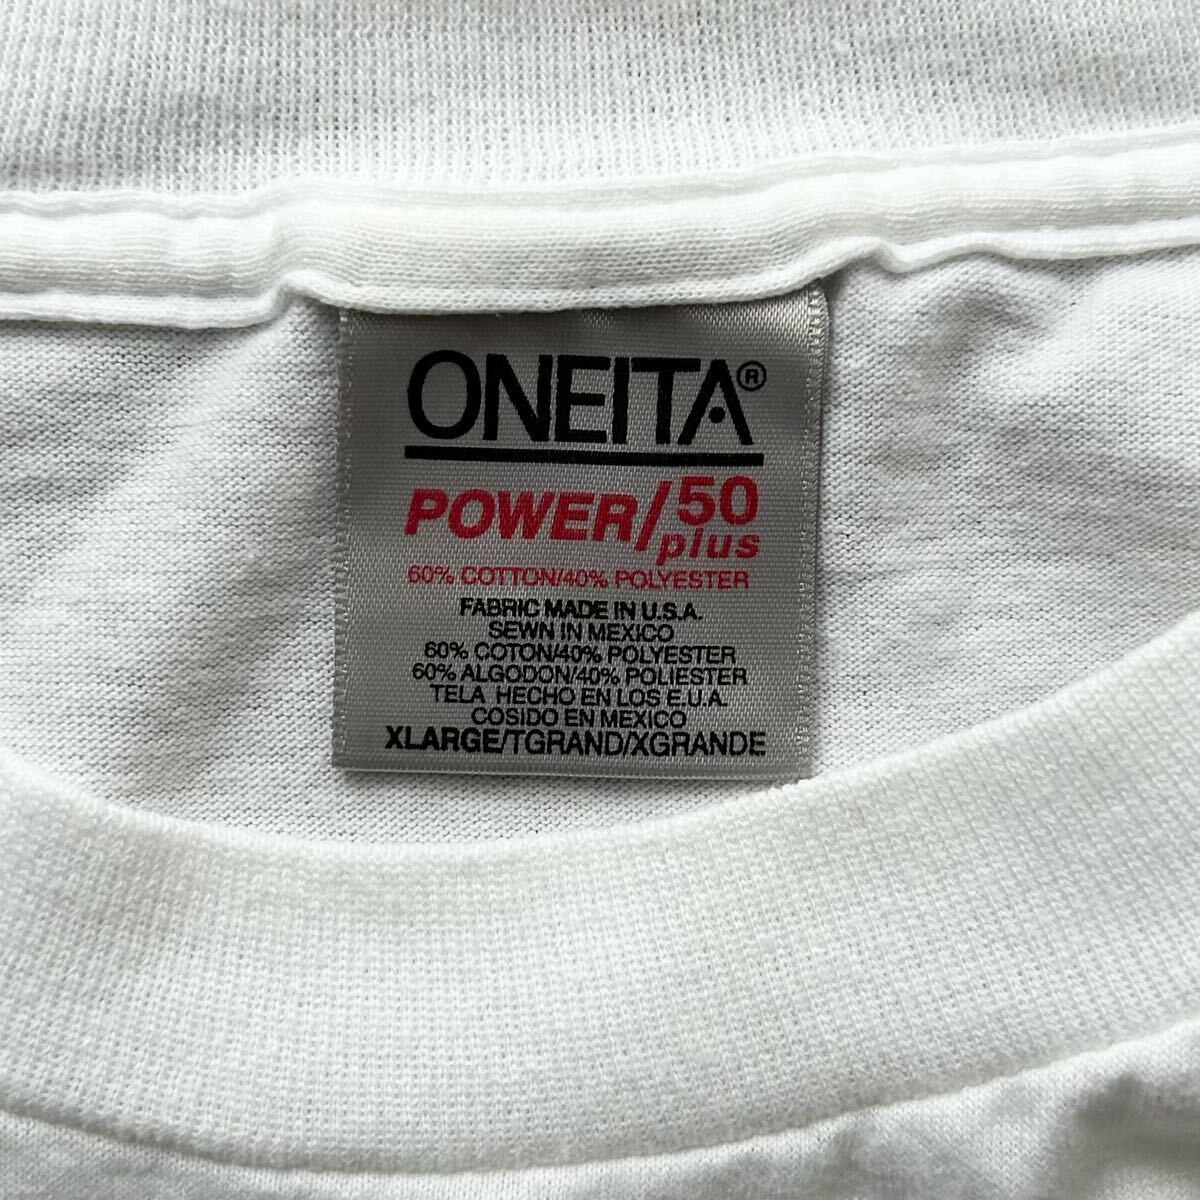 ONEITA®
POWER/50 plus
60% COTTON/40% POLYESTER
FABRIC MADE IN U.S.A.
SEWN IN MEXICO
60% COTON/40% POLYESTER
60% ALGODON/40% POLIESTER
TELA HECHO EN LOS E.U.A.
COSIDO EN MEXICO
XLARGE/TGRAND/XGRANDE